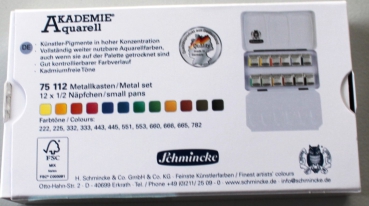 AKADEMIE®
Aquarell
DE
Künstler-Pigmente in hoher Konzentration
Vollständig weiter nutzbare Aquarellfarben,
auch wenn sie auf der Palette getrocknet sind
Gut kontrollierbarer Farbverlauf
Kadmiumfreie Töne
75 112 Metallkasten/Metal set
12 x 1/2 Näpfchen/small pans
Farbtöne / Colours:
222, 225, 332, 333, 443, 445, 551, 553, 660, 666, 665, 782
FSC
Schmincke
H. Schmincke & Co. GmbH & Co. KG · Feinste Künstlerfarben / Finest artists' colours
Otto-Hahn-Str. 2 · D - 40699 Erkrath · Tel +49 (0)211/ 25 09 - 0 · www.schmincke.de